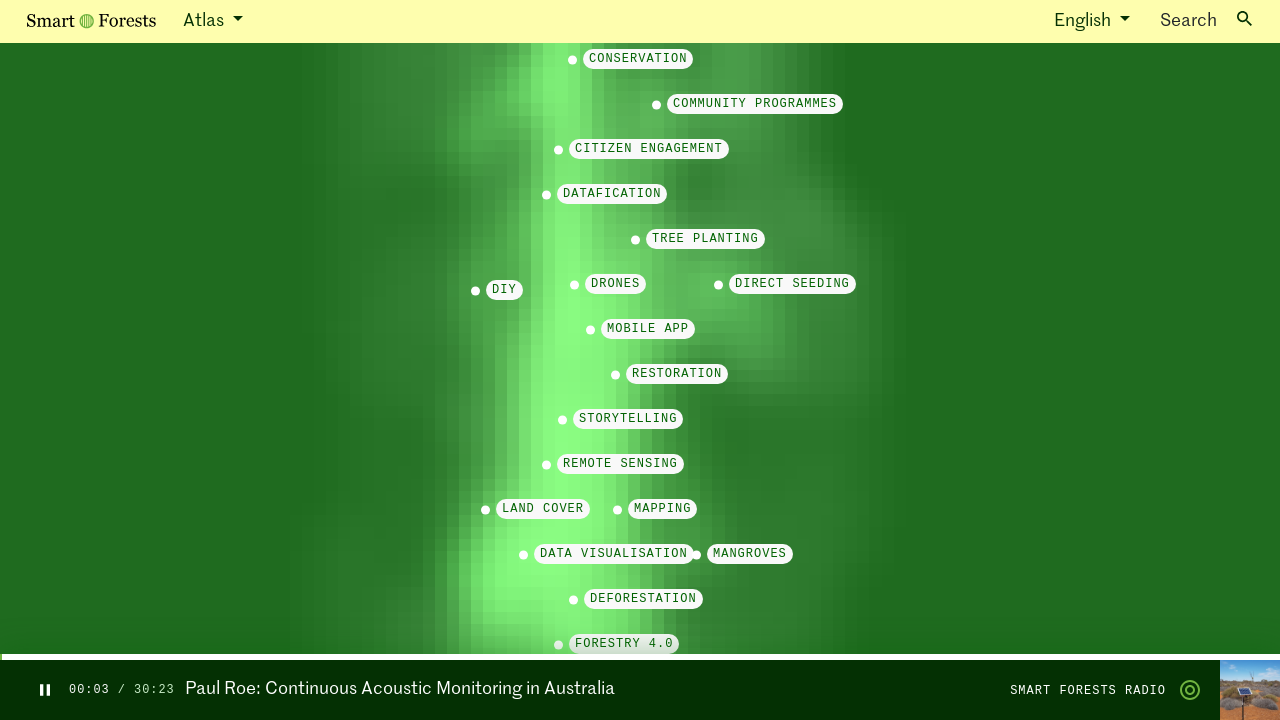 Smart Forests Atlas English Search
CONSERVATION
COMMUNITY PROGRAMMES
CITIZEN ENGAGEMENT
DATAFICATION
TREE PLANTING
DIY DRONES DIRECT SEEDING
MOBILE APP
RESTORATION
STORYTELLING
REMOTE SENSING
LAND COVER MAPPING
DATA VISUALISATION MANGROVES
DEFORESTATION
FORESTRY 4.0
00:03 / 30:23 Paul Roe: Continuous Acoustic Monitoring in Australia SMART FORESTS RADIO